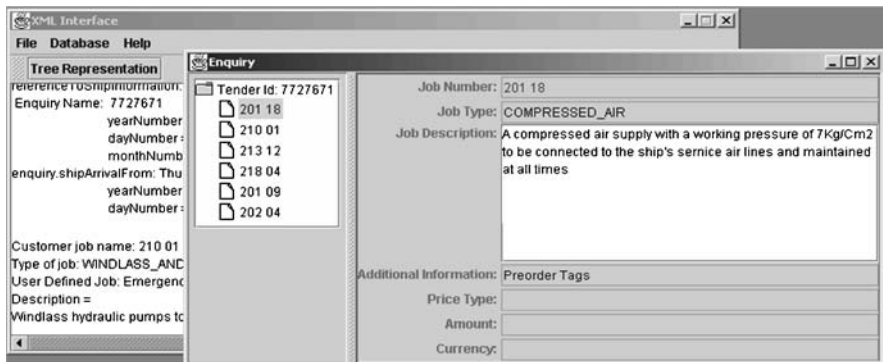 XML Interface
File Database Help
Tree Representation
referenceToShipInformation:
Enquiry Name: 7727671
yearNumber
dayNumber =
monthNumb
enquiry.shipArrivalFrom: Thu
yearNumber
dayNumber =
Customer job name: 210 01
Type of job: WINDLASS_AND
User Defined Job: Emergenc
Description =
Windlass hydraulic pumps to
Enquiry
Tender Id: 7727671
201 18
210 01
213 12
218 04
201 09
202 04
Job Number: 201 18
Job Type: COMPRESSED_AIR
Job Description: A compressed air supply with a working pressure of 7Kg/Cm2
to be connected to the ship's sernice air lines and maintained
at all times
Additional Information: Preorder Tags
Price Type:
Amount:
Currency: